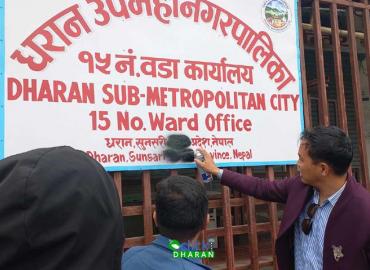 धरान उपमहानगरपालिका
१५ नं.वडा कार्यालय
DHARAN SUB-METROPOLITAN CITY
15 No. Ward Office
धरान, सुनसरी प्रदेश, नेपाल
Dharan, Sunsari Province, Nepal
DHARAN